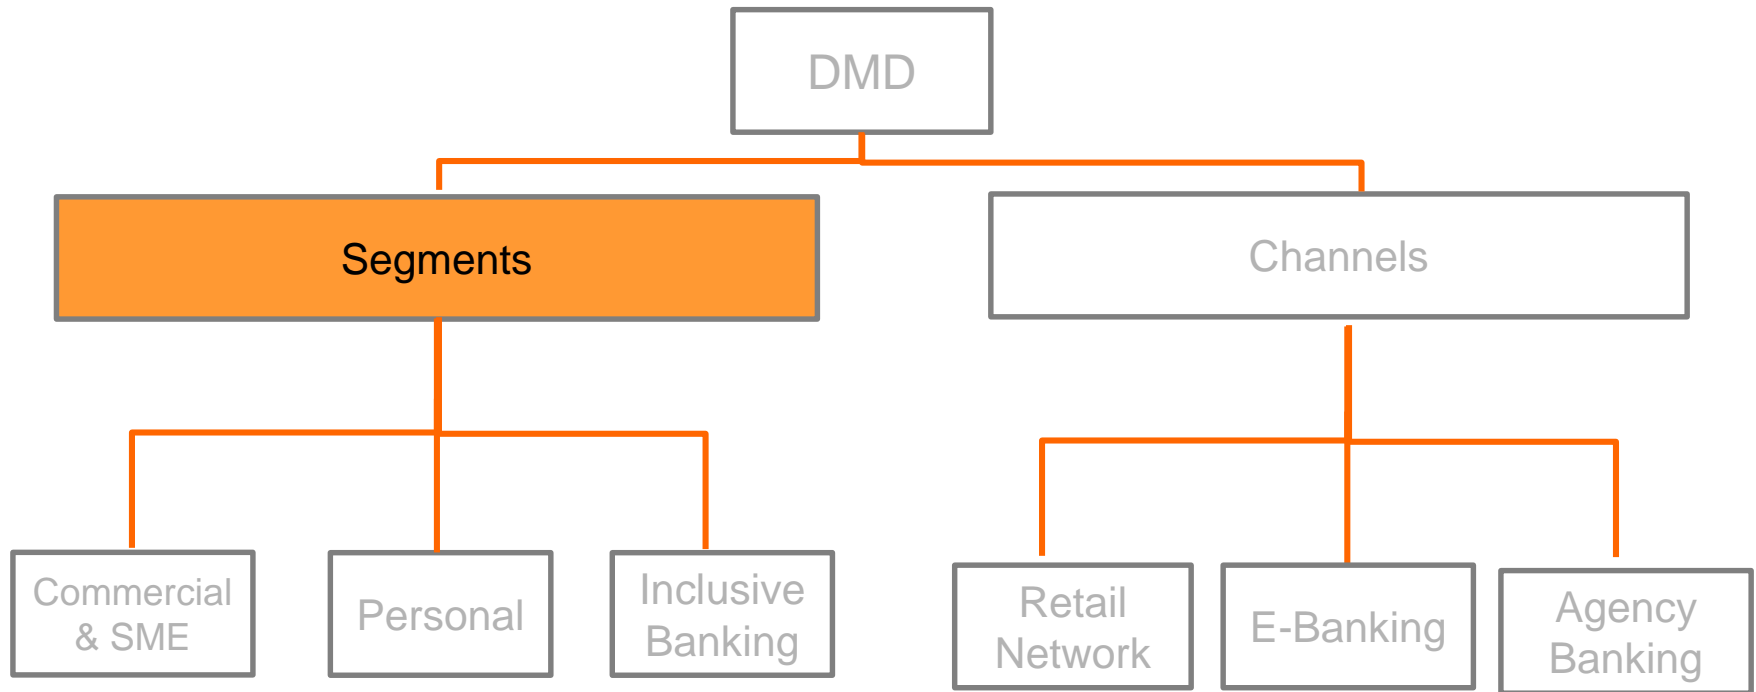 DMD
Segments
Channels
Commercial
& SME
Personal
Inclusive
Banking
Retail
Network
E-Banking
Agency
Banking